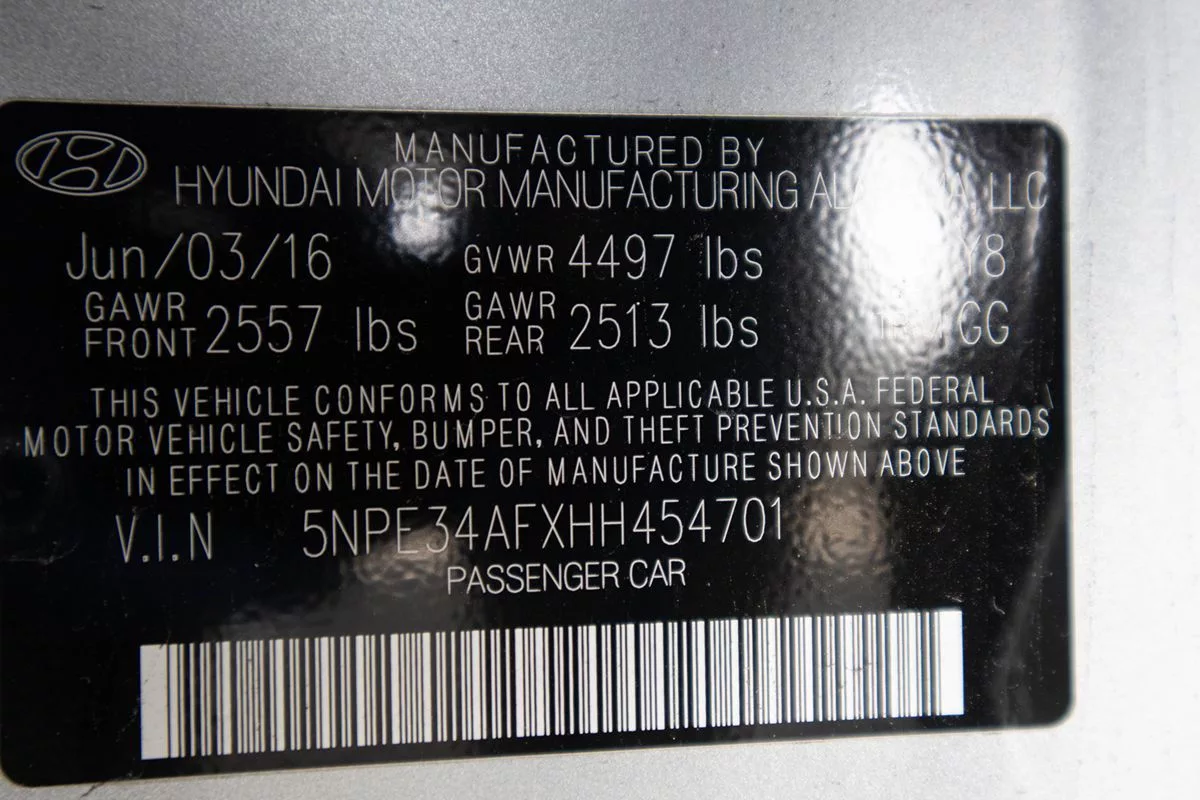 MANUFACTURED BY
HYUNDAI MOTOR MANUFACTURING LLC
Jun/03/16 GVWR 4497 lbs
GAWR FRONT 2557 lbs GAWR REAR 2513 lbs GG
THIS VEHICLE CONFORMS TO ALL APPLICABLE U.S.A. FEDERAL
MOTOR VEHICLE SAFETY, BUMPER, AND THEFT PREVENTION STANDARDS
IN EFFECT ON THE DATE OF MANUFACTURE SHOWN ABOVE
V.I.N 5NPE34AFXHH454701
PASSENGER CAR